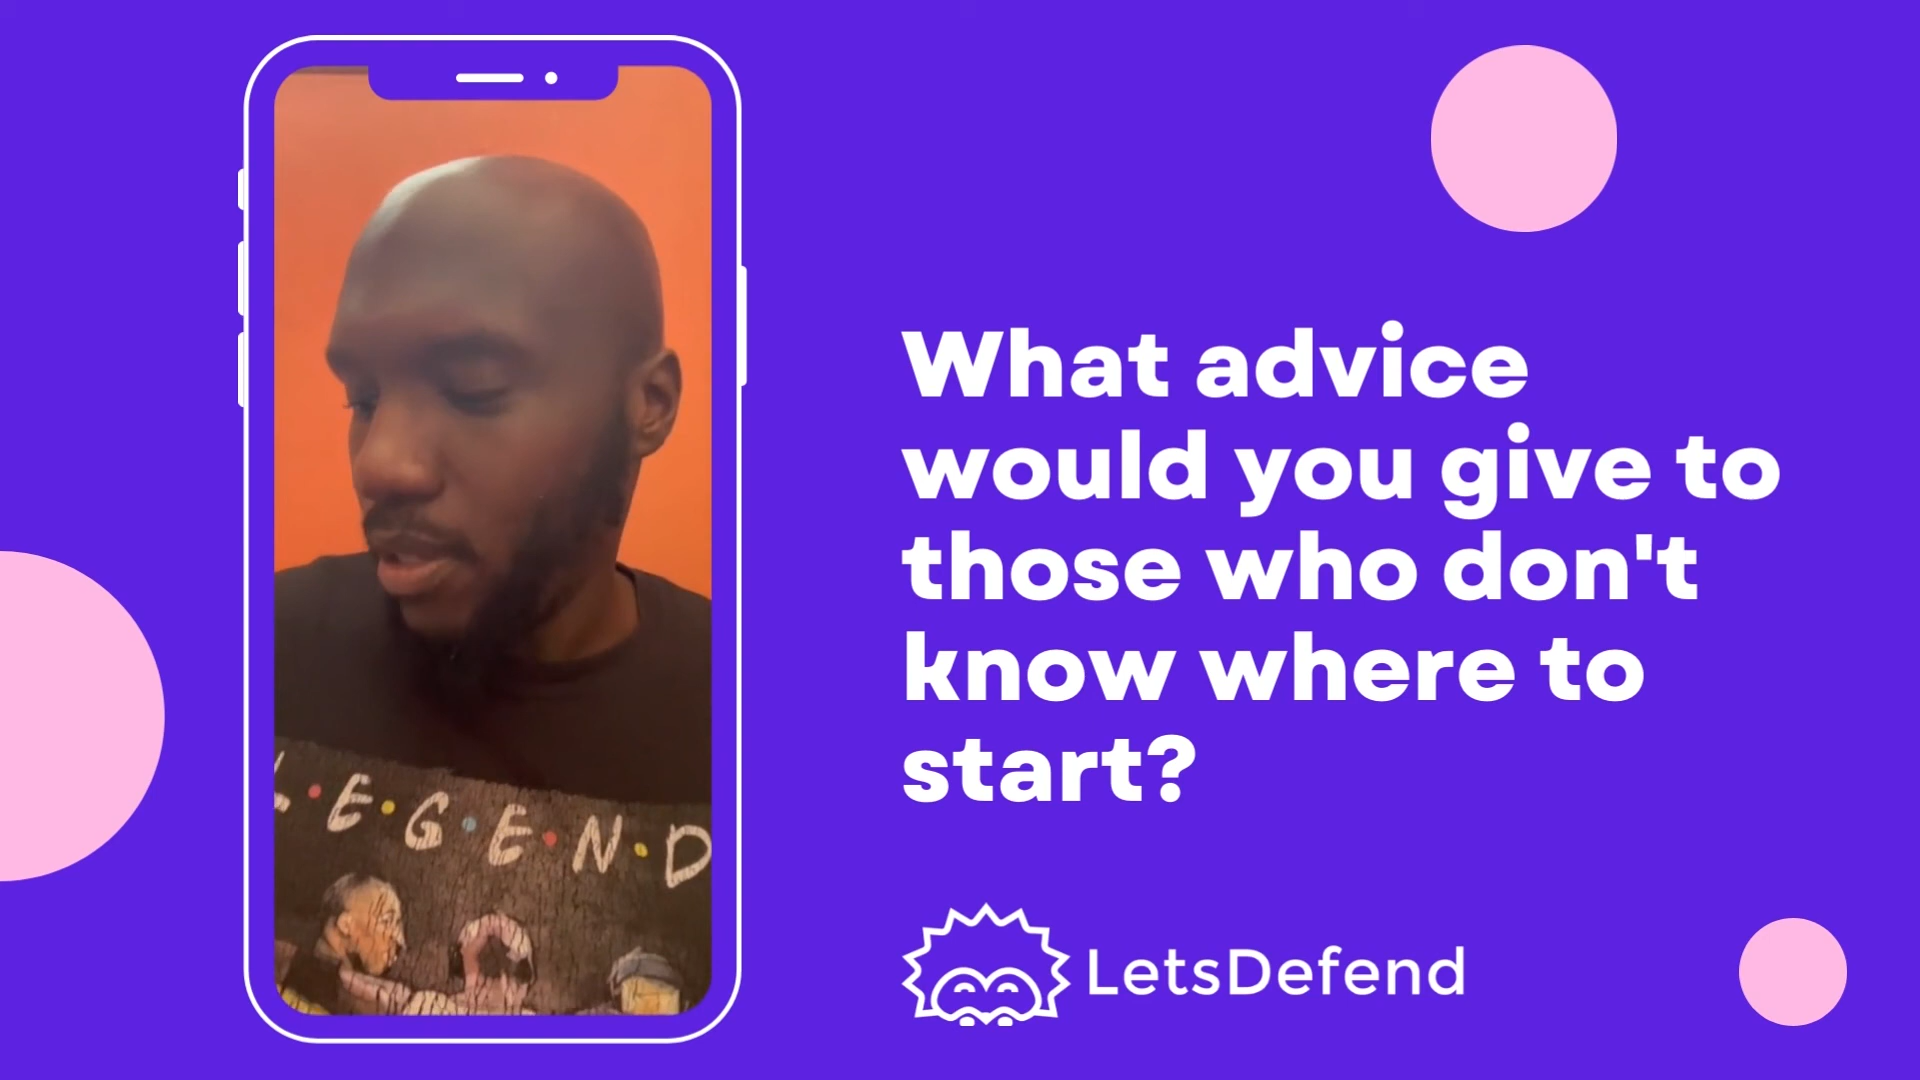 What advice
would you give to
those who don't
know where to
start?
L•E•G•E•N•D
LetsDefend